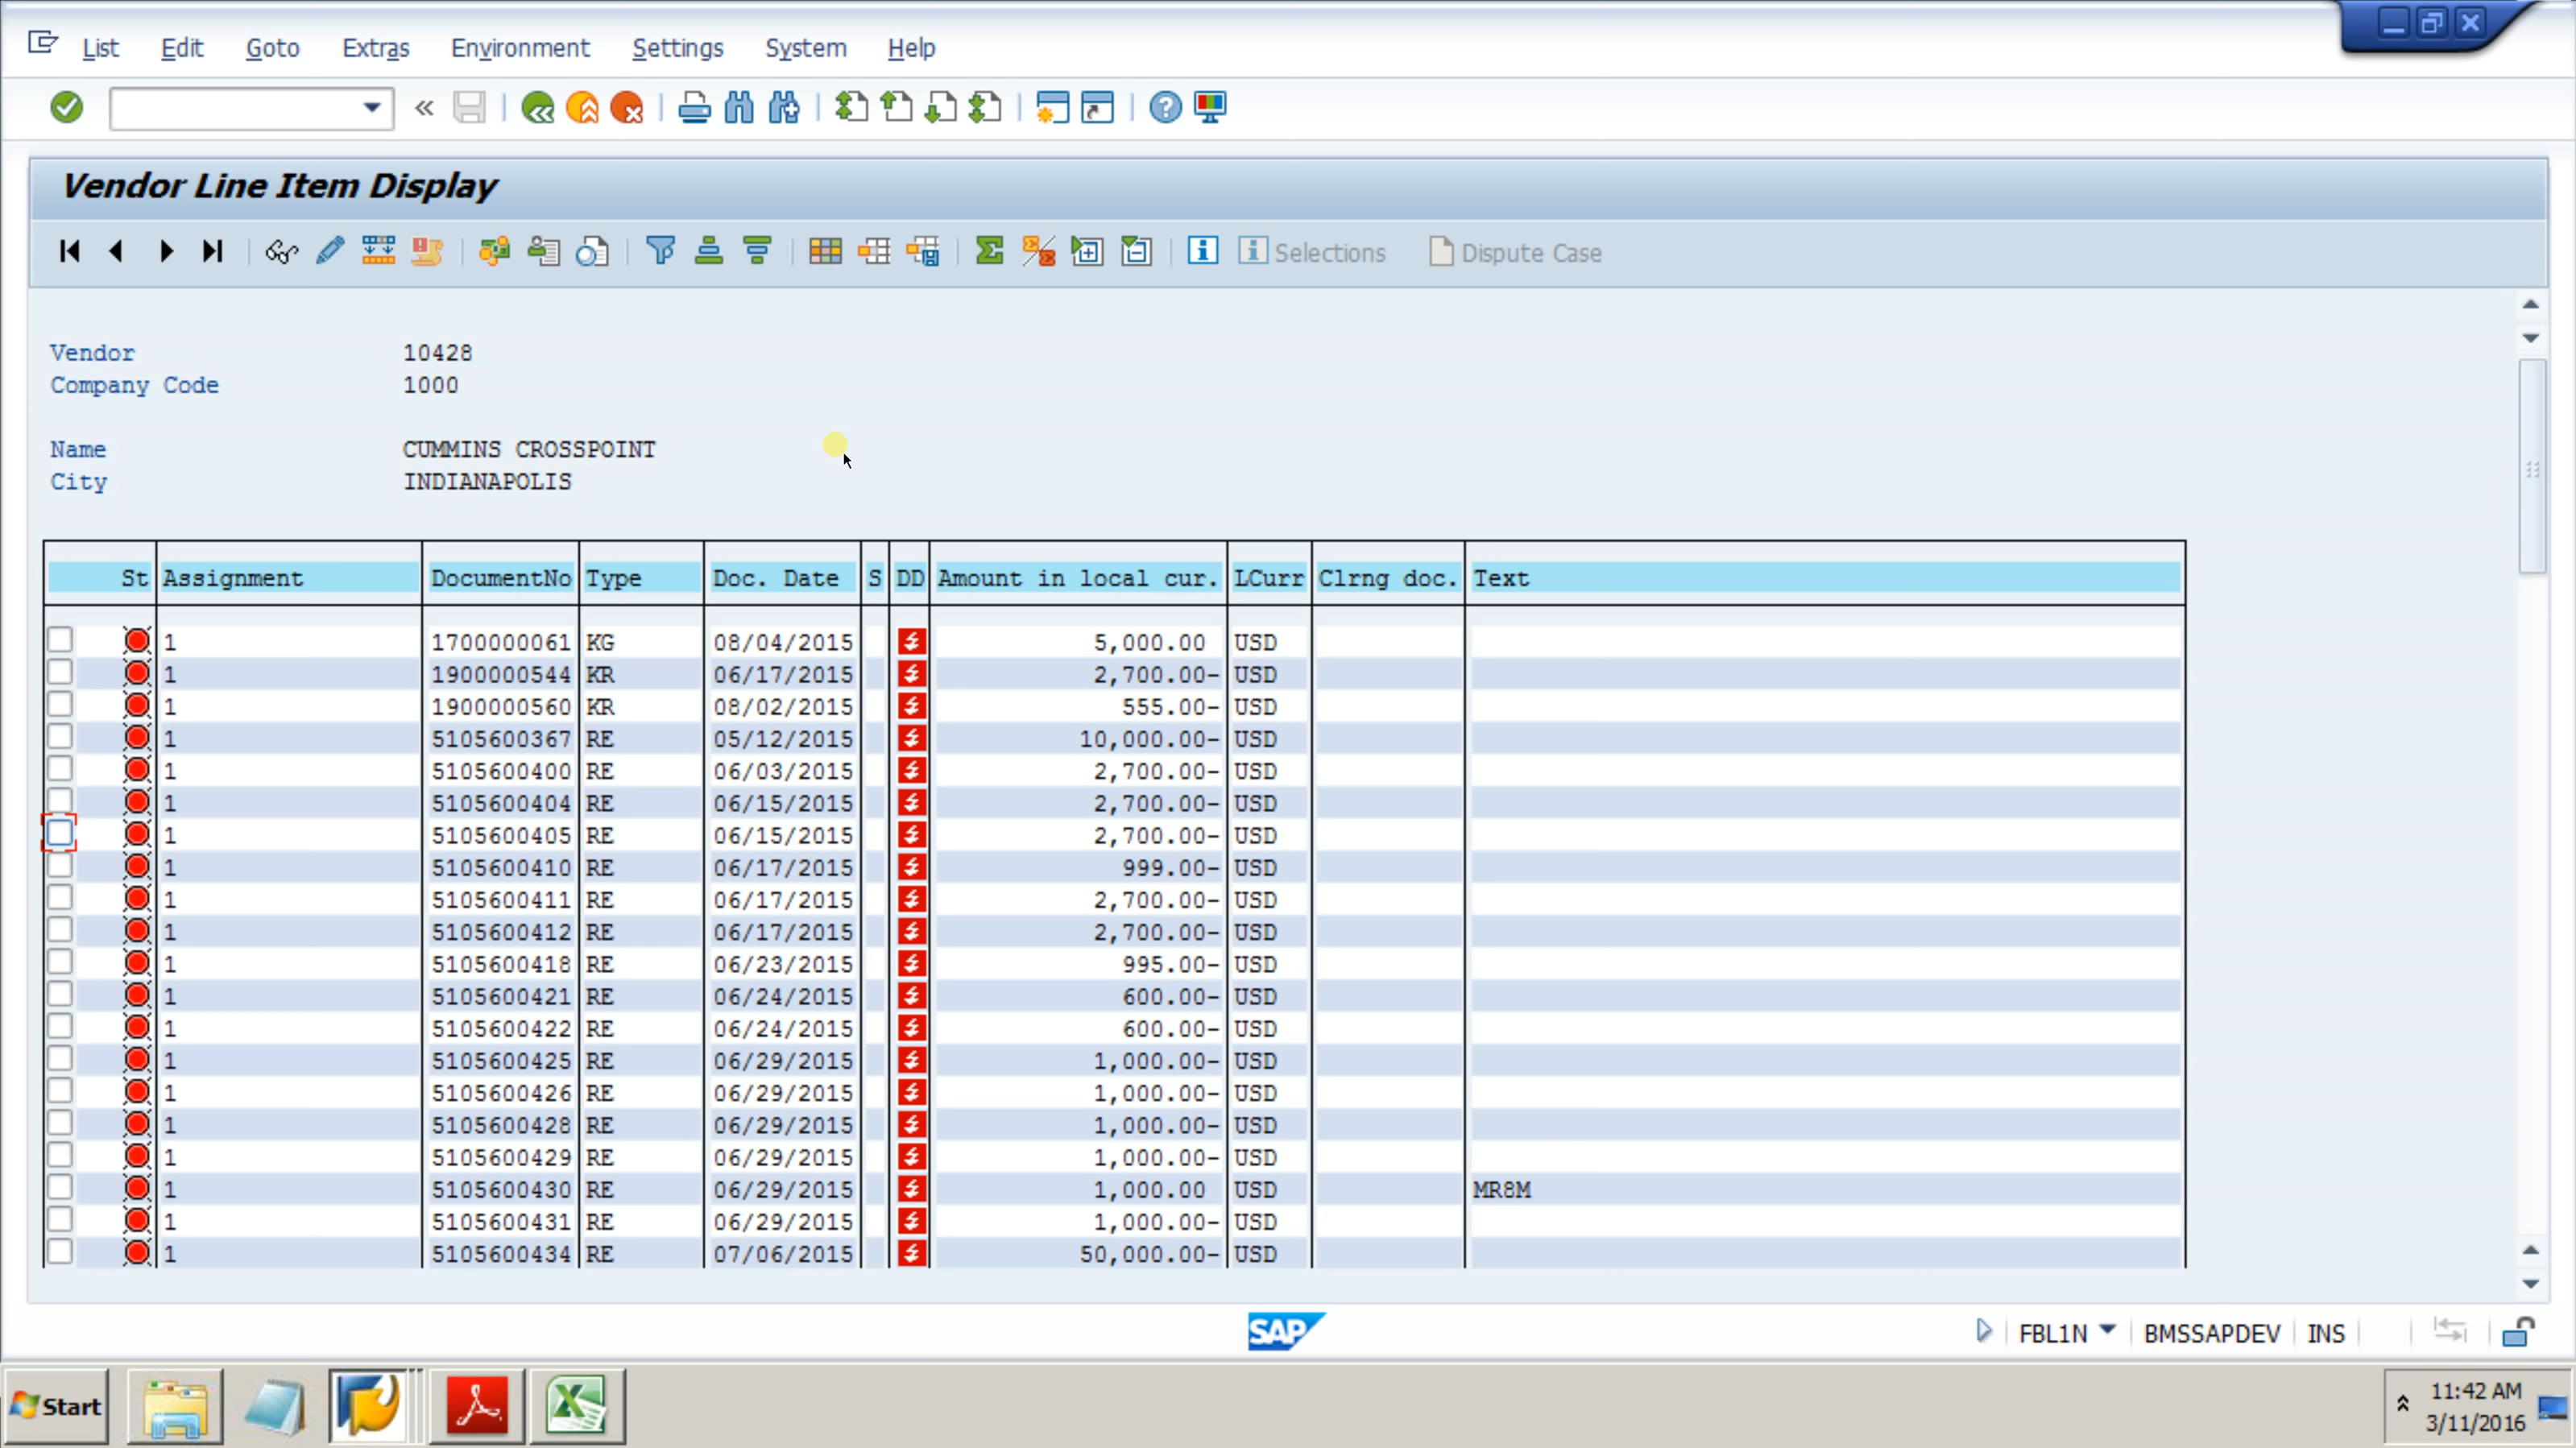 List Edit Goto Extras Environment Settings System Help
Vendor Line Item Display
Selections Dispute Case
Vendor 10428
Company Code 1000
Name CUMMINS CROSSPOINT
City INDIANAPOLIS
St Assignment DocumentNo Type Doc. Date S DD Amount in local cur. LCurr Clrng doc. Text
1 1700000061 KG 08/04/2015 5,000.00 USD
1 1900000544 KR 06/17/2015 2,700.00- USD
1 1900000560 KR 08/02/2015 555.00- USD
1 5105600367 RE 05/12/2015 10,000.00- USD
1 5105600400 RE 06/03/2015 2,700.00- USD
1 5105600404 RE 06/15/2015 2,700.00- USD
1 5105600405 RE 06/15/2015 2,700.00- USD
1 5105600410 RE 06/17/2015 999.00- USD
1 5105600411 RE 06/17/2015 2,700.00- USD
1 5105600412 RE 06/17/2015 2,700.00- USD
1 5105600418 RE 06/23/2015 995.00- USD
1 5105600421 RE 06/24/2015 600.00- USD
1 5105600422 RE 06/24/2015 600.00- USD
1 5105600425 RE 06/29/2015 1,000.00- USD
1 5105600426 RE 06/29/2015 1,000.00- USD
1 5105600428 RE 06/29/2015 1,000.00- USD
1 5105600429 RE 06/29/2015 1,000.00- USD
1 5105600430 RE 06/29/2015 1,000.00 USD MR8M
1 5105600431 RE 06/29/2015 1,000.00- USD
1 5105600434 RE 07/06/2015 50,000.00- USD
SAP FBL1N BMSSAPDEV INS
Start 11:42 AM
3/11/2016